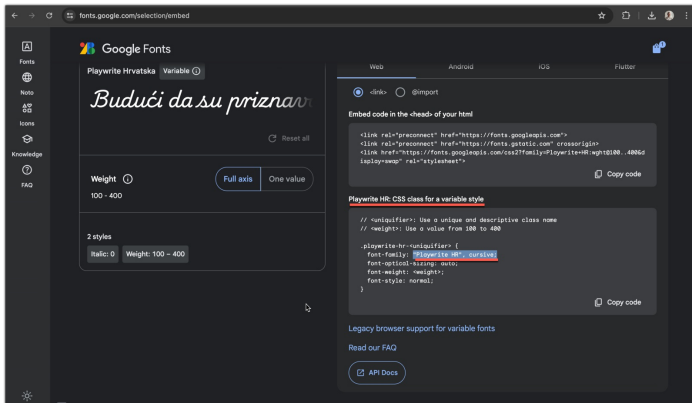 fonts.google.com/selection/embed
Fonts
Noto
Icons
Knowledge
FAQ
Google Fonts
Playwrite Hrvatska Variable
Budući da su priznan
Reset all
Weight
Full axis
One value
100 - 400
2 styles
Italic: 0
Weight: 100 – 400
Web
Android
iOS
Flutter
<link>
@import
Embed code in the <head> of your html
<link rel="preconnect" href="https://fonts.googleapis.com">
<link rel="preconnect" href="https://fonts.gstatic.com" crossorigin>
<link href="https://fonts.googleapis.com/css2?family=Playwrite+HR:wght@100..400&d
isplay=swap" rel="stylesheet">
Copy code
Playwrite HR: CSS class for a variable style
// <uniquifier>: Use a unique and descriptive class name
// <weight>: Use a value from 100 to 400
.playwrite-hr-<uniquifier> {
font-family: "Playwrite HR", cursive;
font-optical-sizing: auto;
font-weight: <weight>;
font-style: normal;
}
Copy code
Legacy browser support for variable fonts
Read our FAQ
API Docs